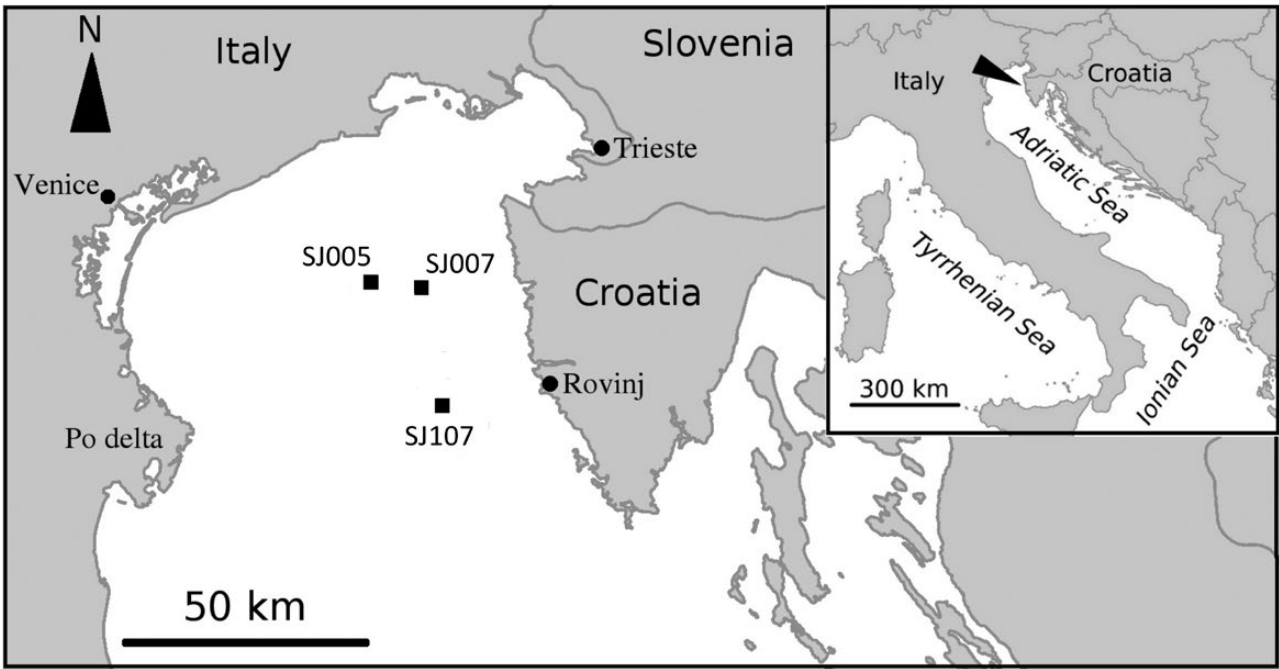 N
Italy
Slovenia
Trieste
Venice
SJ005
SJ007
Croatia
Rovinj
SJ107
Po delta
50 km
Italy
Croatia
Adriatic Sea
Tyrrhenian Sea
Ionian Sea
300 km